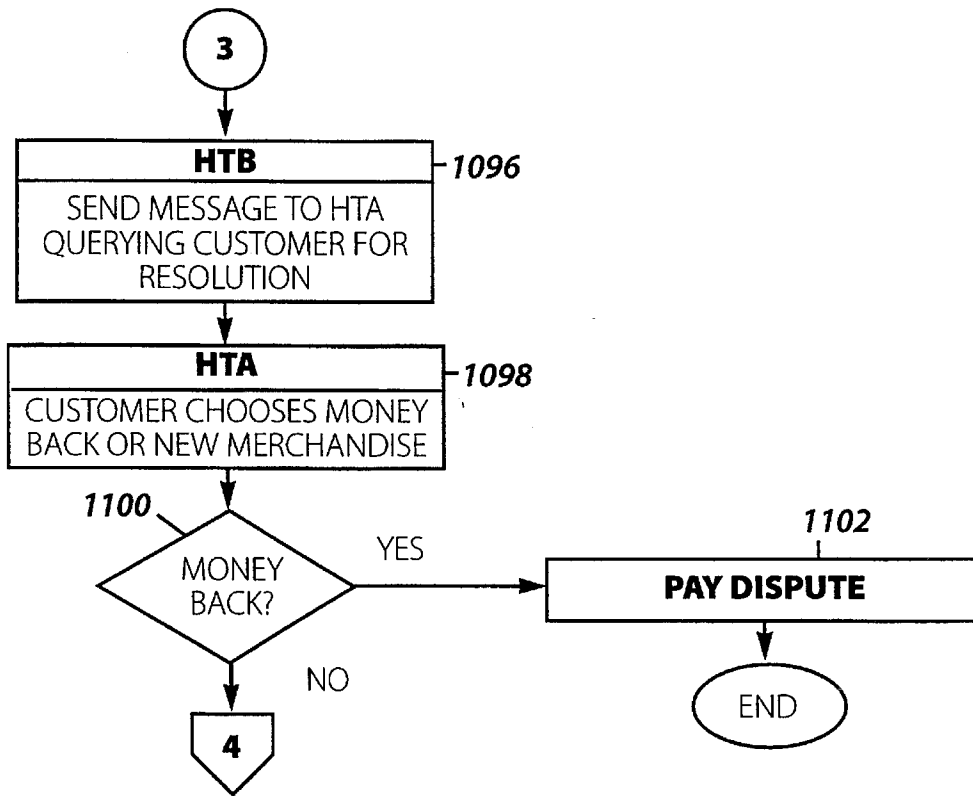 3
HTB
1096
SEND MESSAGE TO HTA
QUERYING CUSTOMER FOR
RESOLUTION
HTA
1098
CUSTOMER CHOOSES MONEY
BACK OR NEW MERCHANDISE
1100
MONEY
BACK?
YES
1102
PAY DISPUTE
NO
END
4